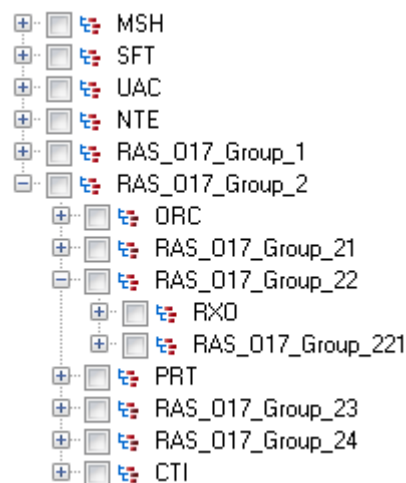 MSH
SFT
UAC
NTE
RAS_O17_Group_1
RAS_O17_Group_2
ORC
RAS_O17_Group_21
RAS_O17_Group_22
RXO
RAS_O17_Group_221
PRT
RAS_O17_Group_23
RAS_O17_Group_24
CTI